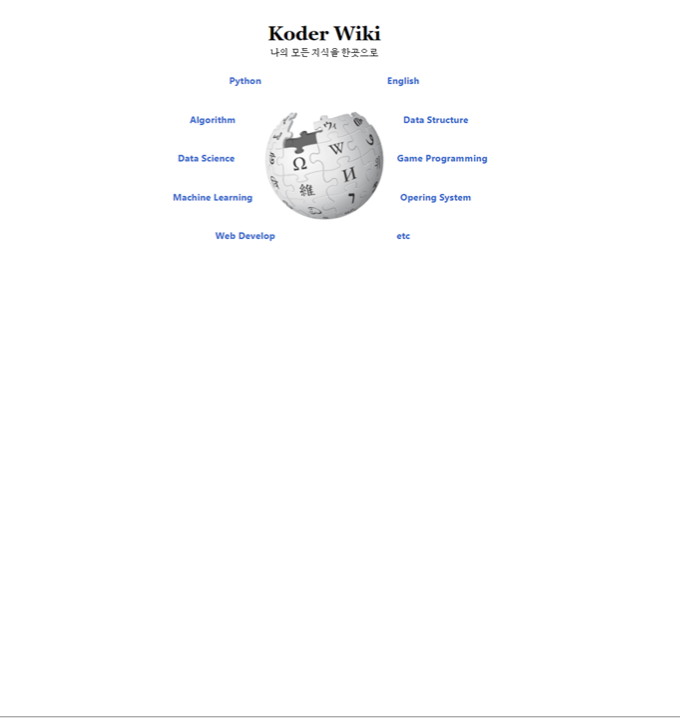 Koder Wiki
나의 모든 지식을 한곳으로
Python English
Algorithm Data Structure
Data Science Game Programming
Machine Learning Opering System
Web Develop etc
Ω W
維 И